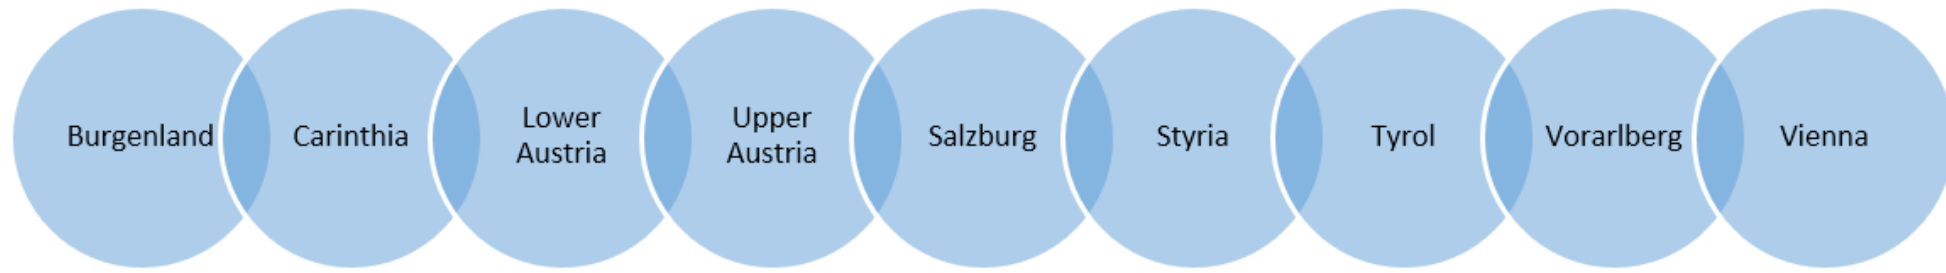 Burgenland
Carinthia
Lower
Austria
Upper
Austria
Salzburg
Styria
Tyrol
Vorarlberg
Vienna